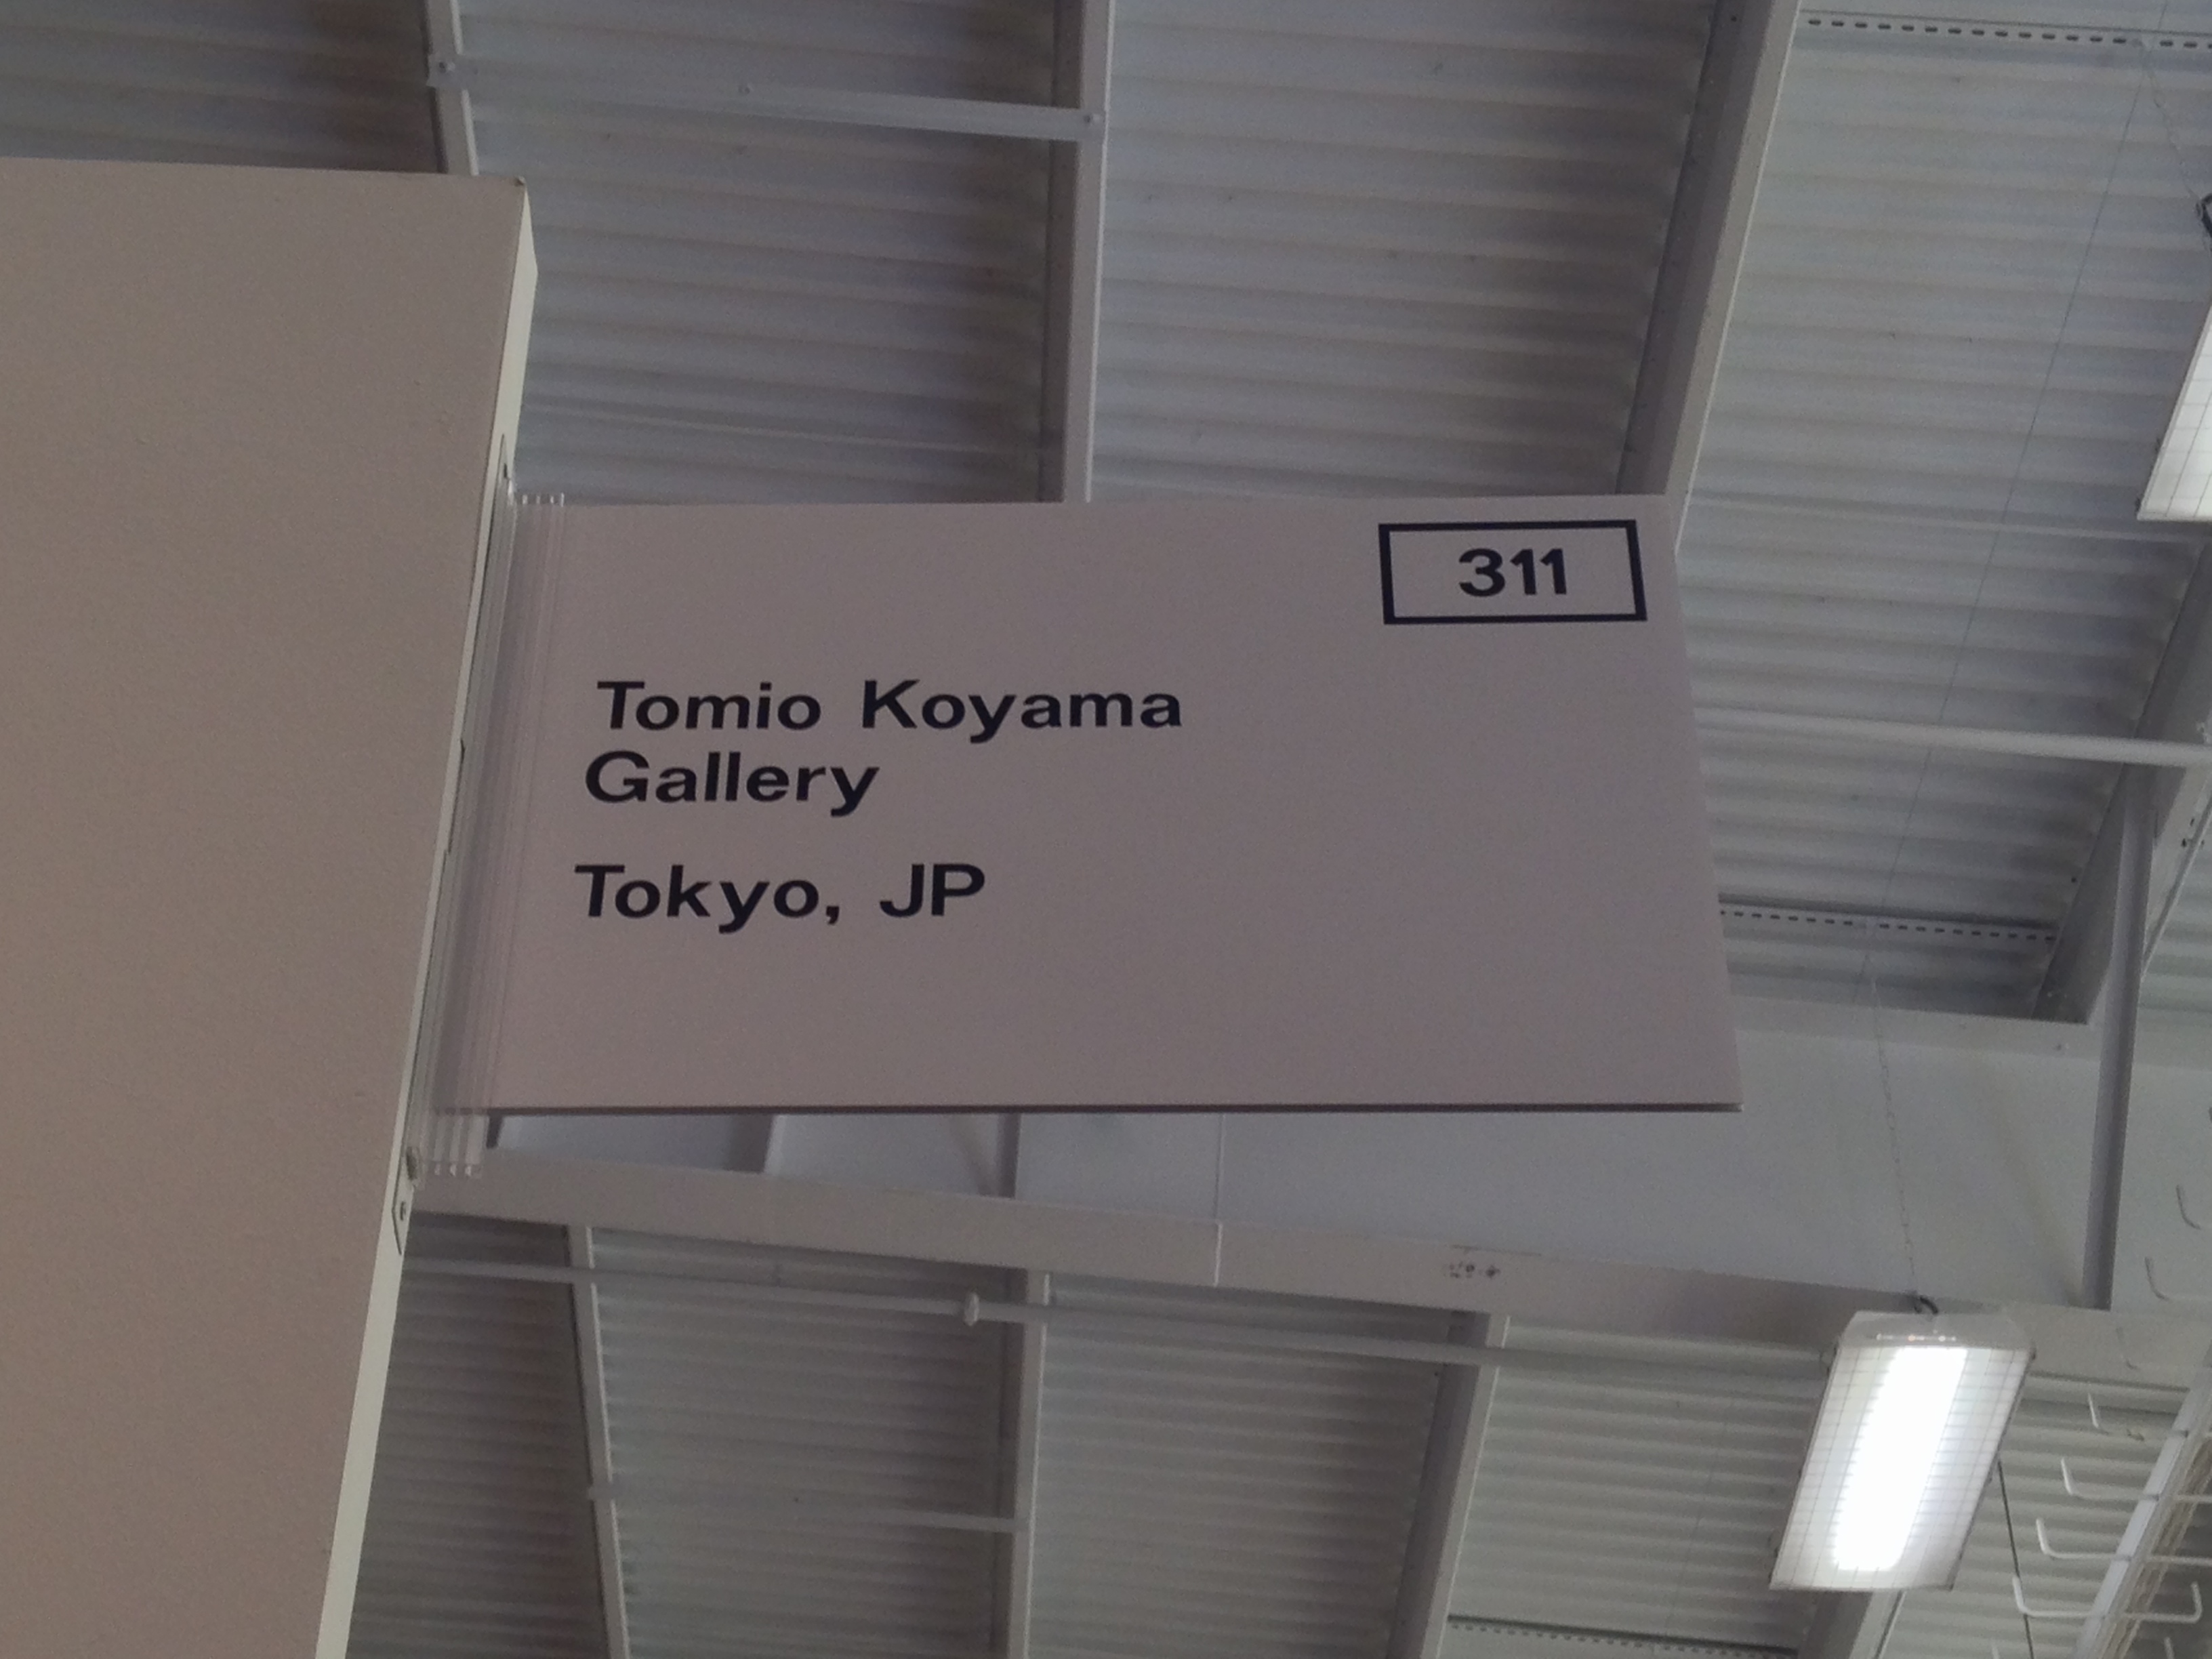 311
Tomio Koyama
Gallery
Tokyo, JP